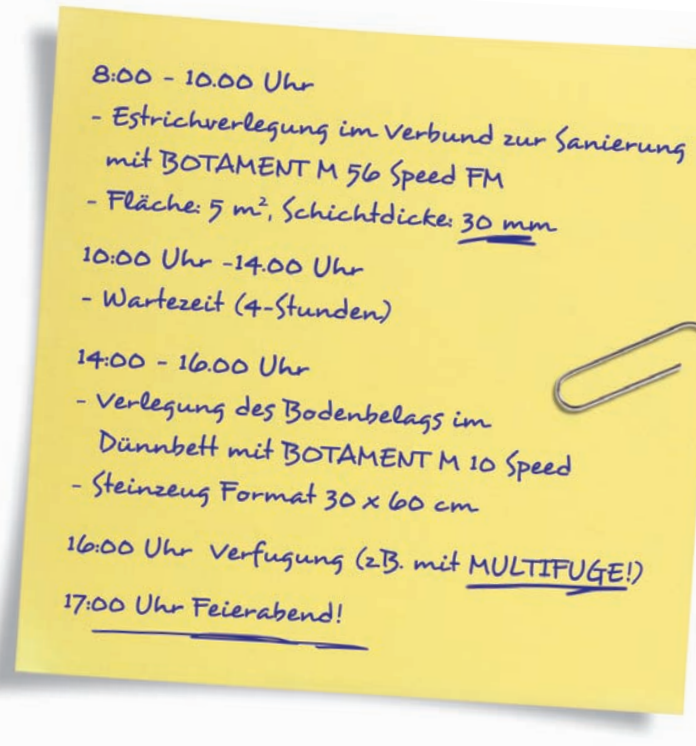 8:00 - 10.00 Uhr
- Estrichverlegung im Verbund zur Sanierung
mit BOTAMENT M 56 Speed FM
- Fläche: 5 m², Schichtdicke: 30 mm
10:00 Uhr - 14.00 Uhr
- Wartezeit (4-Stunden)
14:00 - 16.00 Uhr
- Verlegung des Bodenbelags im
Dünnbett mit BOTAMENT M 10 Speed
- Steinzeug Format 30 x 60 cm
16:00 Uhr Verfugung (z.B. mit MULTIFUGE!)
17:00 Uhr Feierabend!